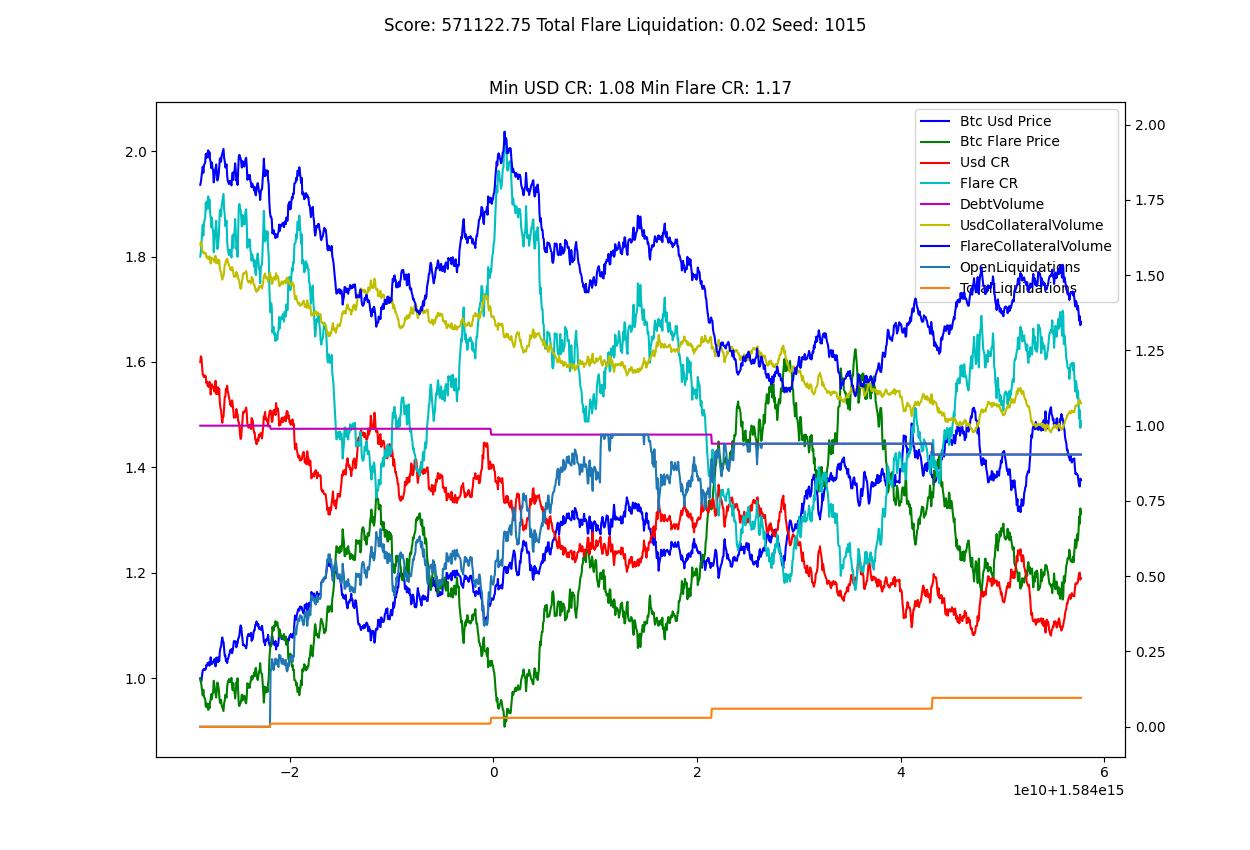 Score: 571122.75 Total Flare Liquidation: 0.02 Seed: 1015
Min USD CR: 1.08 Min Flare CR: 1.17
Btc Usd Price
Btc Flare Price
Usd CR
Flare CR
DebtVolume
UsdCollateralVolume
FlareCollateralVolume
OpenLiquidations
TotalLiquidations
2.0
1.8
1.6
1.4
1.2
1.0
2.00
1.75
1.50
1.25
1.00
0.75
0.50
0.25
0.00
−2
0
2
4
6
1e10+1.584e15